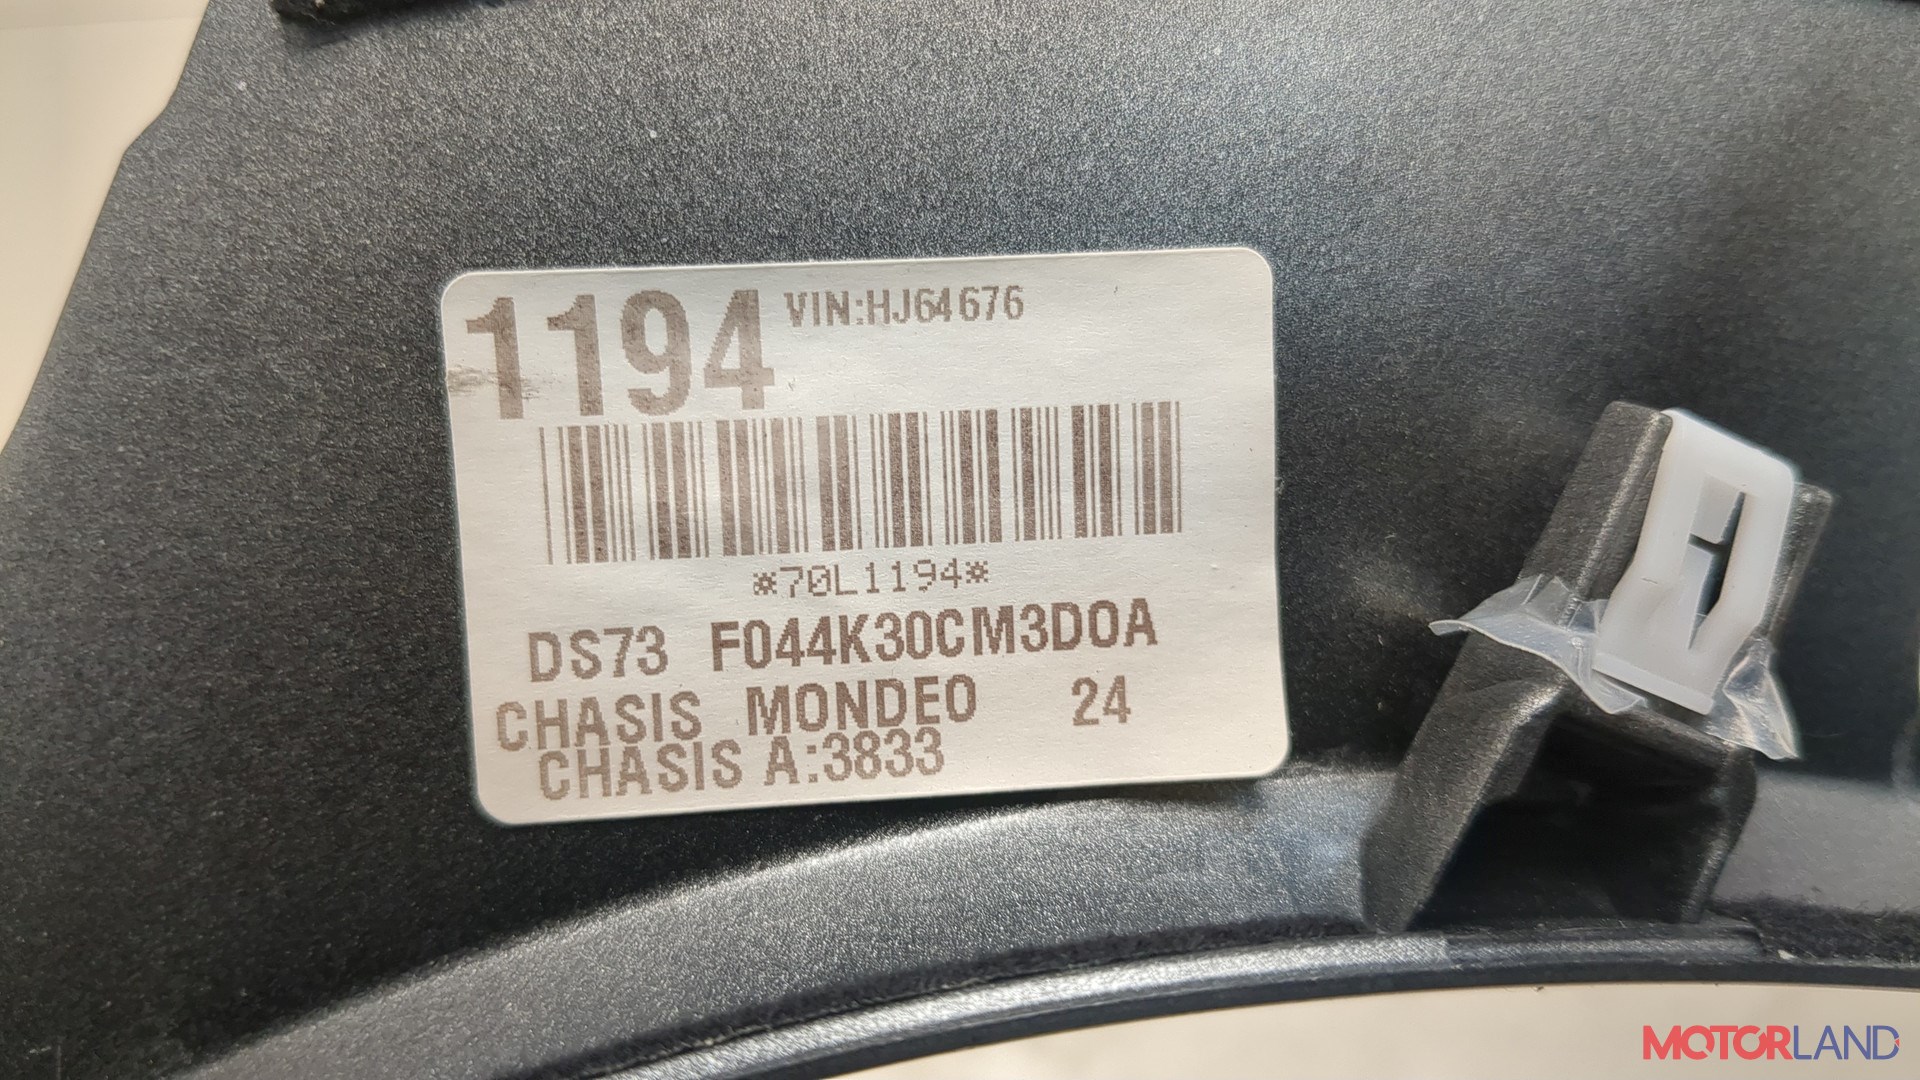 1194 VIN:HJ64676
*70L1194*
DS73 F044K30CM3DOA
CHASIS MONDEO 24
CHASIS A:3833
MOTORLAND